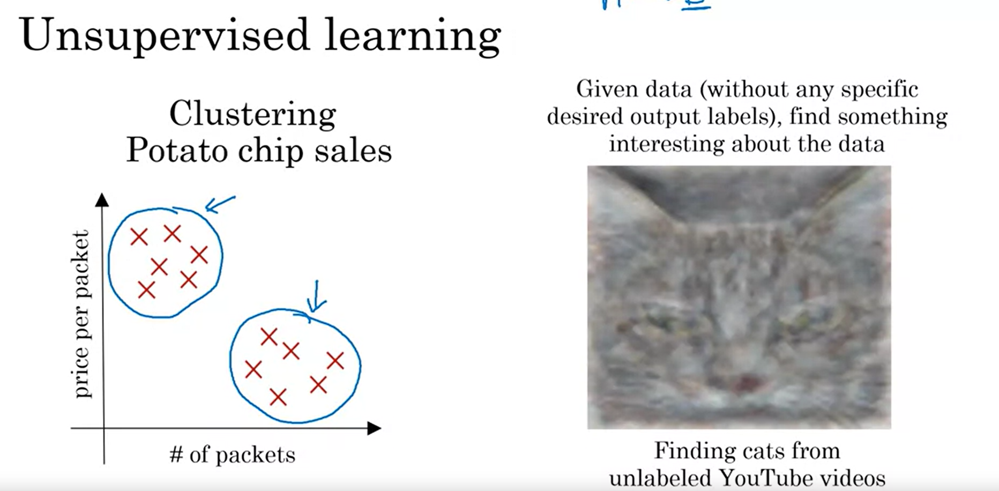 Unsupervised learning
Clustering
Potato chip sales
price per packet
# of packets
Given data (without any specific
desired output labels), find something
interesting about the data
Finding cats from
unlabeled YouTube videos